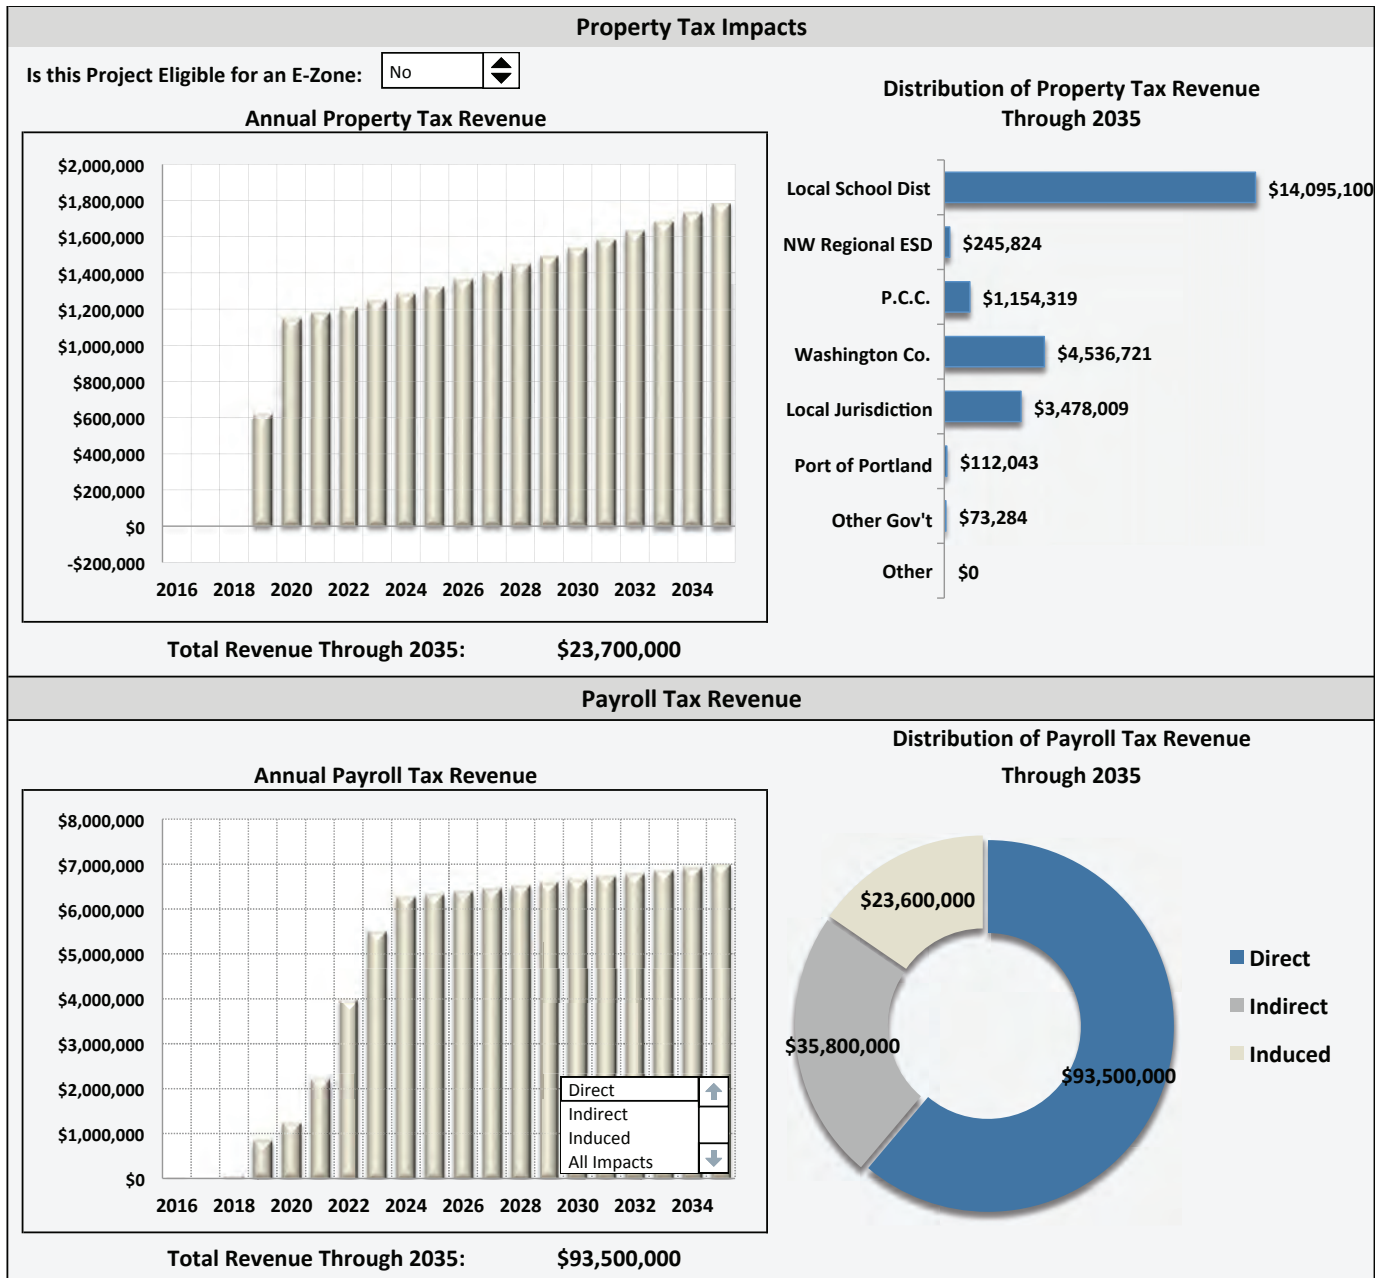 Property Tax Impacts
Is this Project Eligible for an E-Zone: No
Annual Property Tax Revenue
$2,000,000
$1,800,000
$1,600,000
$1,400,000
$1,200,000
$1,000,000
$800,000
$600,000
$400,000
$200,000
$0
-$200,000
2016 2018 2020 2022 2024 2026 2028 2030 2032 2034
Total Revenue Through 2035: $23,700,000
Distribution of Property Tax Revenue
Through 2035
Local School Dist $14,095,100
NW Regional ESD $245,824
P.C.C. $1,154,319
Washington Co. $4,536,721
Local Jurisdiction $3,478,009
Port of Portland $112,043
Other Gov't $73,284
Other $0
Payroll Tax Revenue
Annual Payroll Tax Revenue
$8,000,000
$7,000,000
$6,000,000
$5,000,000
$4,000,000
$3,000,000
$2,000,000
$1,000,000
$0
Direct
Indirect
Induced
All Impacts
2016 2018 2020 2022 2024 2026 2028 2030 2032 2034
Total Revenue Through 2035: $93,500,000
Distribution of Payroll Tax Revenue
Through 2035
$23,600,000
$35,800,000
$93,500,000
Direct
Indirect
Induced